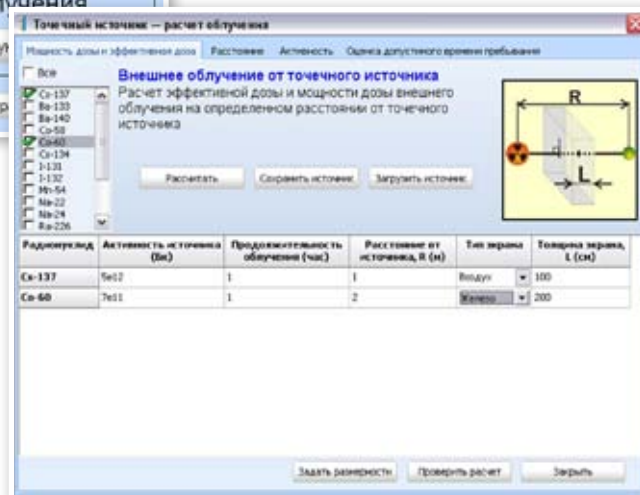 лучения
Точечный источник — расчет облучения
Мощность дозы и эффективная доза Расстояние Активность Оценка допустимого времени пребывания
Все
Внешнее облучение от точечного источника
Расчет эффективной дозы и мощности дозы внешнего
облучения на определенном расстоянии от точечного
источника
Cs-137
Ba-133
Ba-140
Co-58
Co-60
Cs-134
I-131
I-132
Mn-54
Na-22
Na-24
Ra-226
Рассчитать Сохранить источник Загрузить источник
R
d
L
Радионуклид Активность источника (Бк) Продолжительность облучения (час) Расстояние от источника, R (м) Тип экрана Толщина экрана, L (см)
Cs-137 5e12 1 1 Воздух 100
Co-60 7e11 1 2 Железо 200
Задать размерности Проверить расчет Закрыть